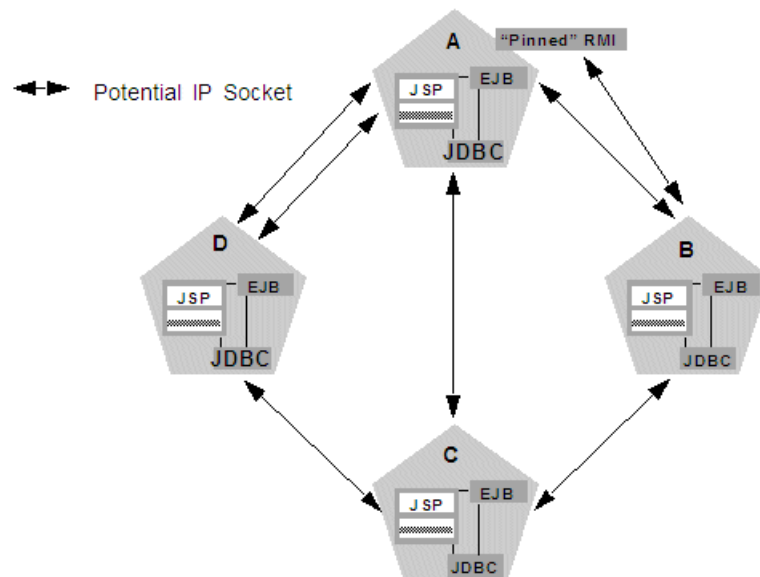 A
"Pinned" RMI
EJB
JSP
JDBC
Potential IP Socket
D
EJB
JSP
JDBC
B
EJB
JSP
JDBC
C
EJB
JSP
JDBC